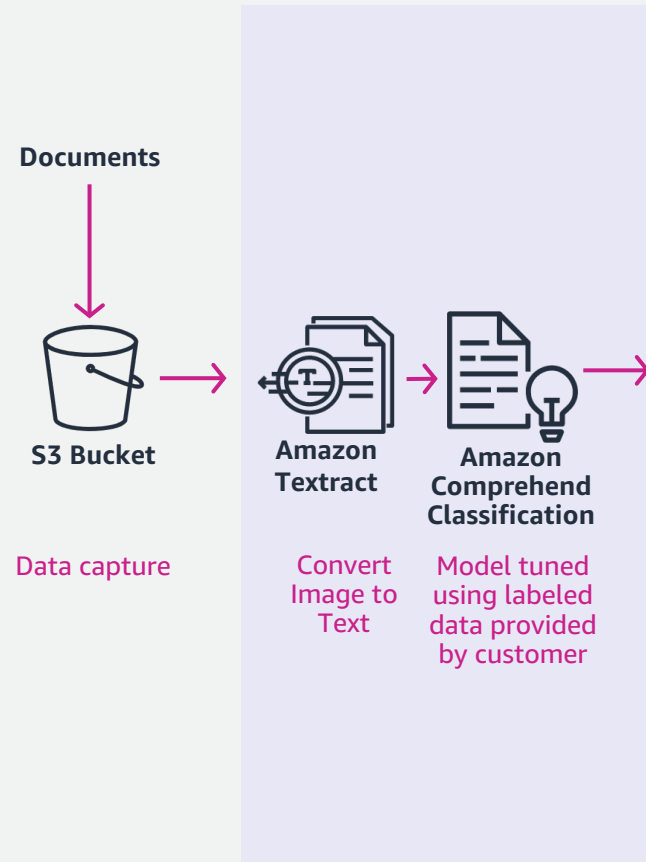 Documents
S3 Bucket
Data capture
T
Amazon
Textract
Convert
Image to
Text
Amazon
Comprehend
Classification
Model tuned
using labeled
data provided
by customer